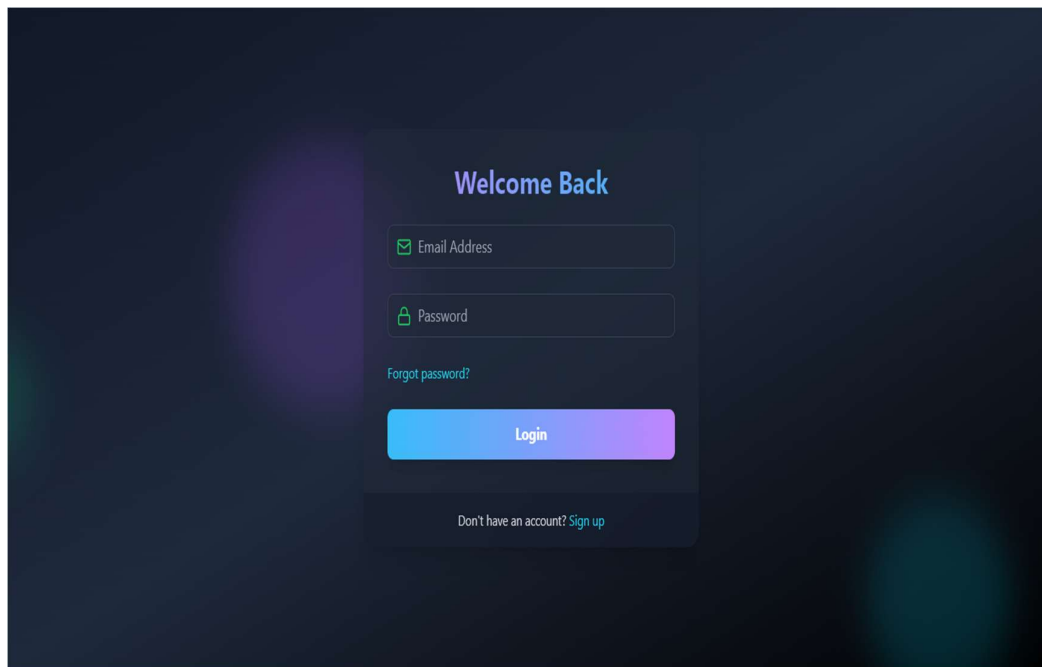 Welcome Back
Email Address
Password
Forgot password?
Login
Don't have an account? Sign up